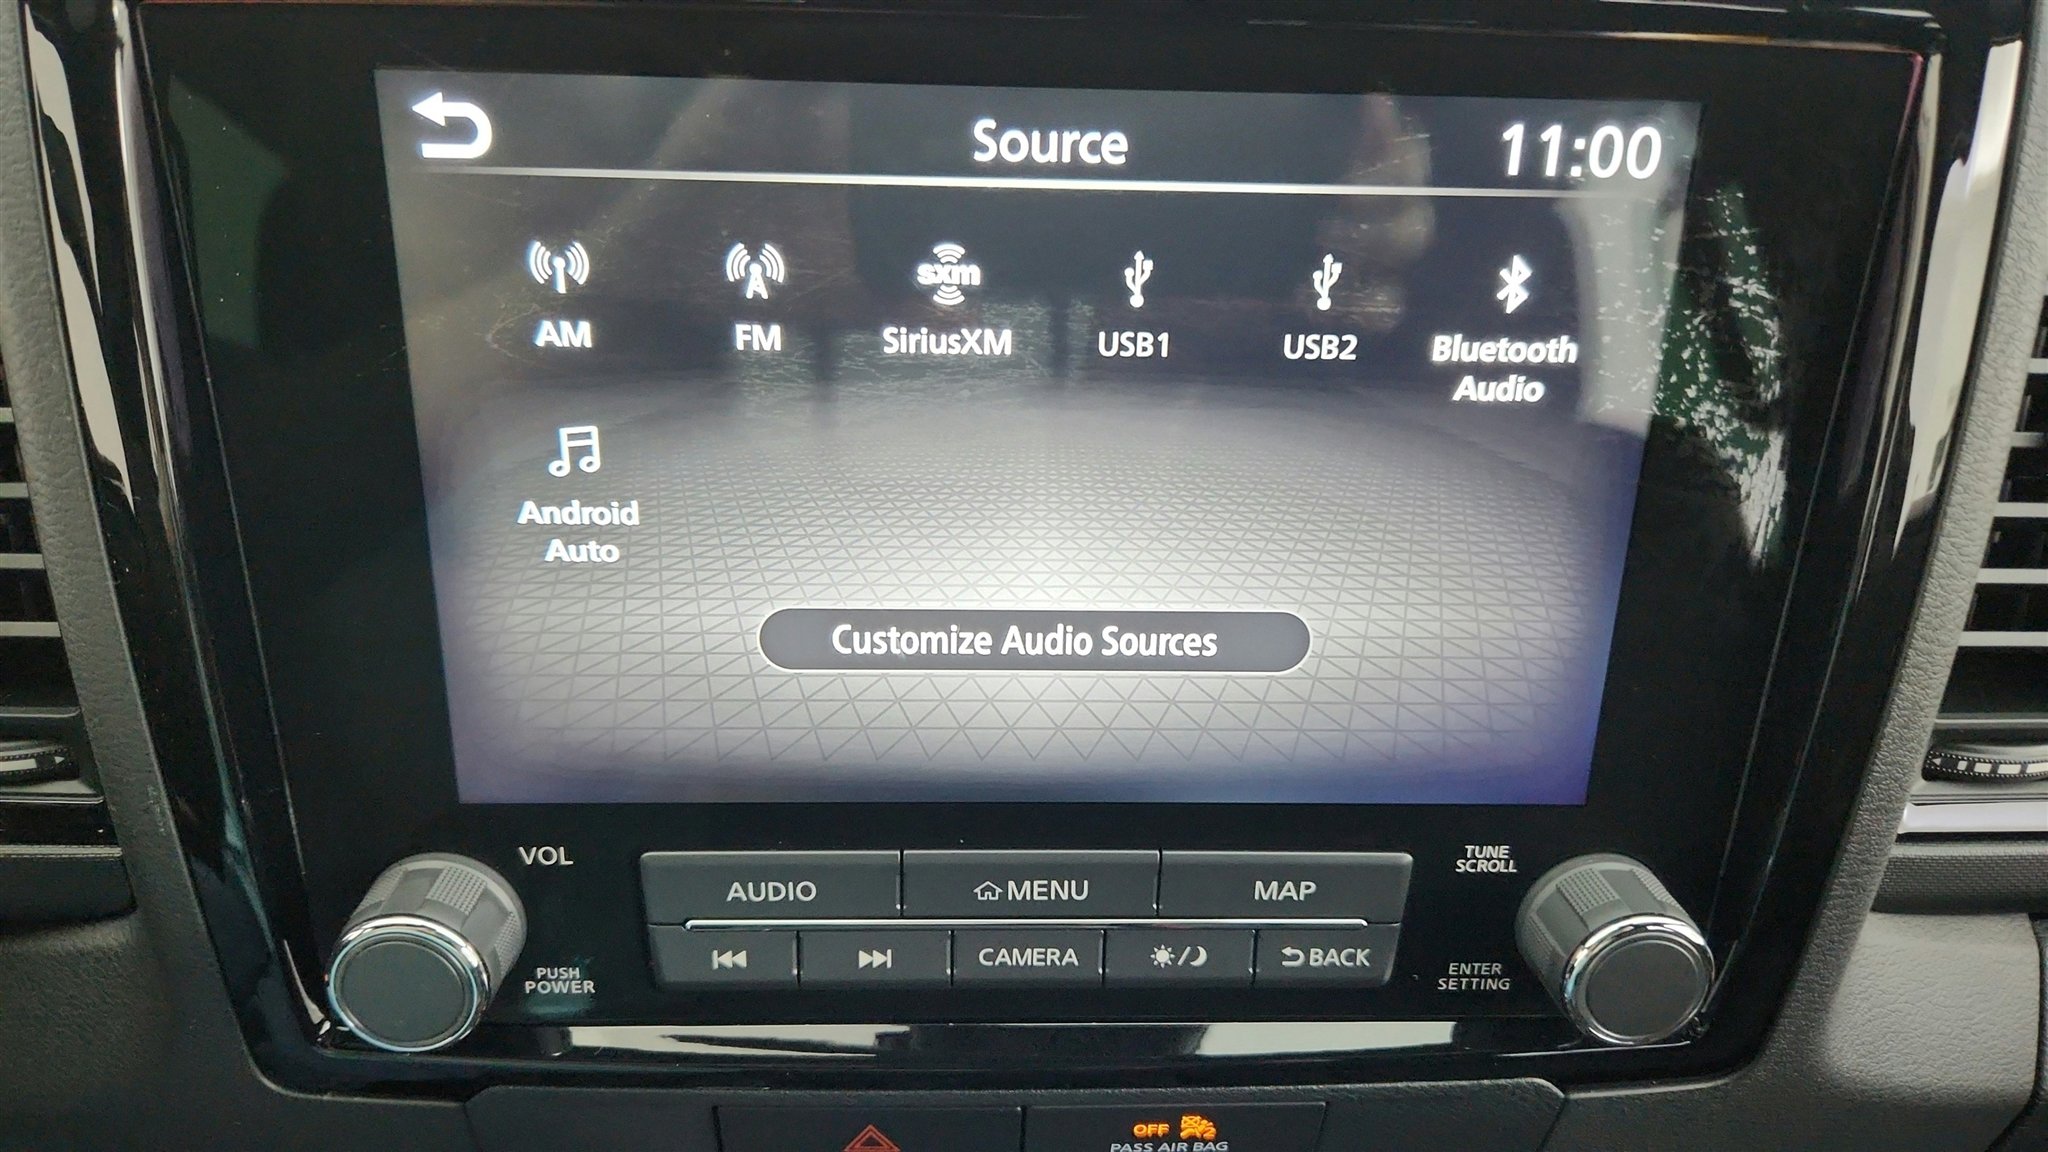 Source
11:00
AM
FM
sxm
SiriusXM
USB1
USB2
Bluetooth
Audio
Android
Auto
Customize Audio Sources
VOL
PUSH
POWER
AUDIO
MENU
MAP
CAMERA
BACK
TUNE
SCROLL
ENTER
SETTING
OFF
PASS AIR BAG